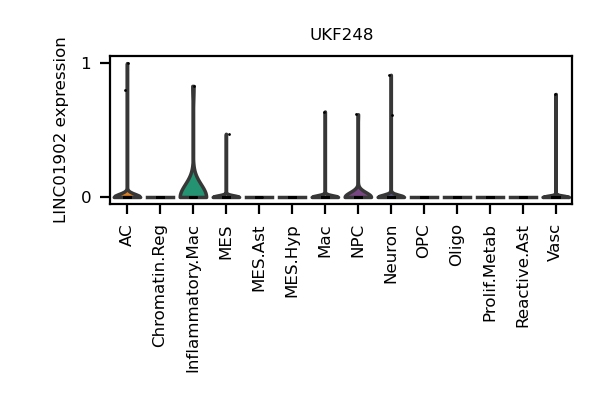 UKF248
LINC01902 expression
1
0
AC
Chromatin.Reg
Inflammatory.Mac
MES
MES.Ast
MES.Hyp
Mac
NPC
Neuron
OPC
Oligo
Prolif.Metab
Reactive.Ast
Vasc